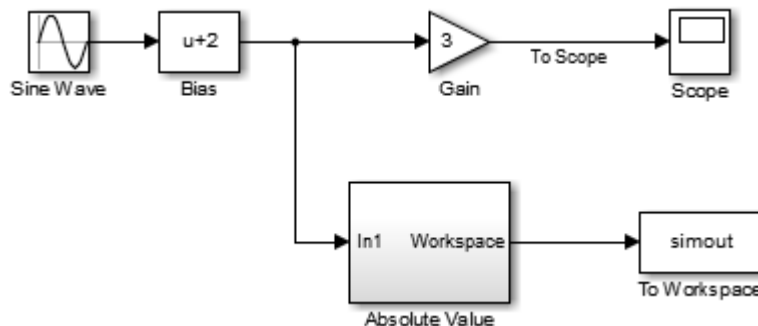 u+2
3
To Scope
Sine Wave
Bias
Gain
Scope
In1
Workspace
simout
To Workspace
Absolute Value